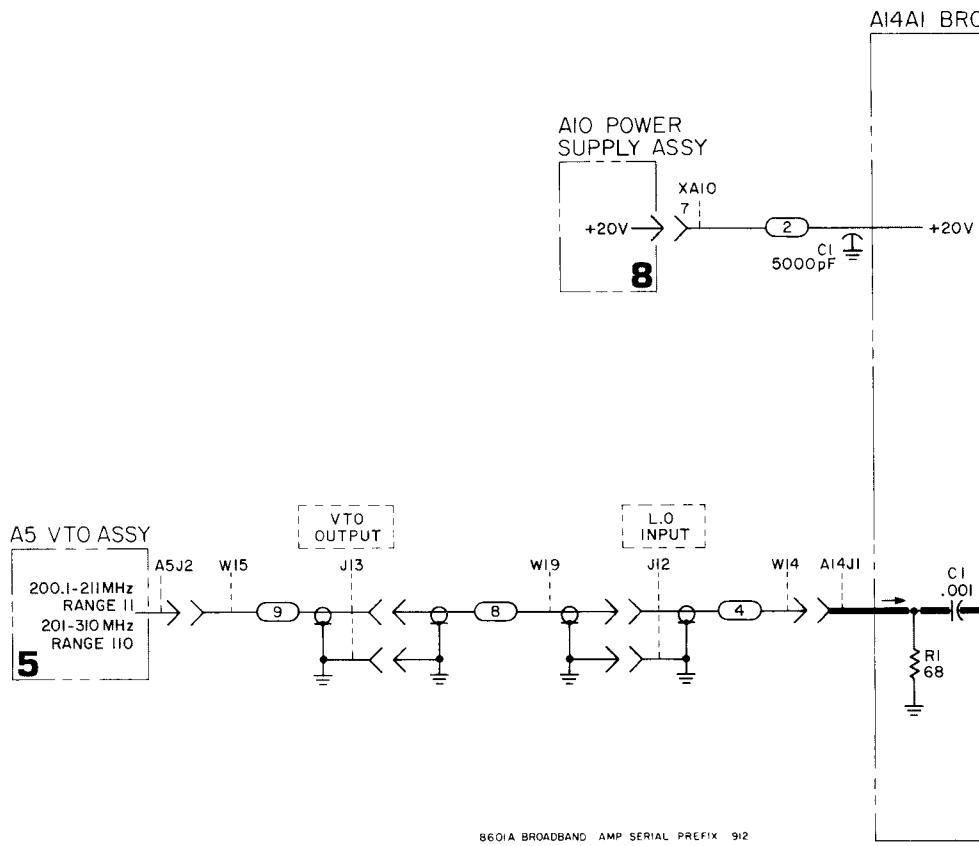 A14A1 BRO
A10 POWER
SUPPLY ASSY
XA10
7
+20V
2
+20V
C1
5000pF
8
A5 VTO ASSY
VTO
OUTPUT
L.O
INPUT
A5J2
W15
J13
W19
J12
W14
A14J1
C1
.001
200.1-211MHz
RANGE 11
201-310 MHz
RANGE 110
9
8
4
5
R1
68
8601A BROADBAND AMP SERIAL PREFIX 912